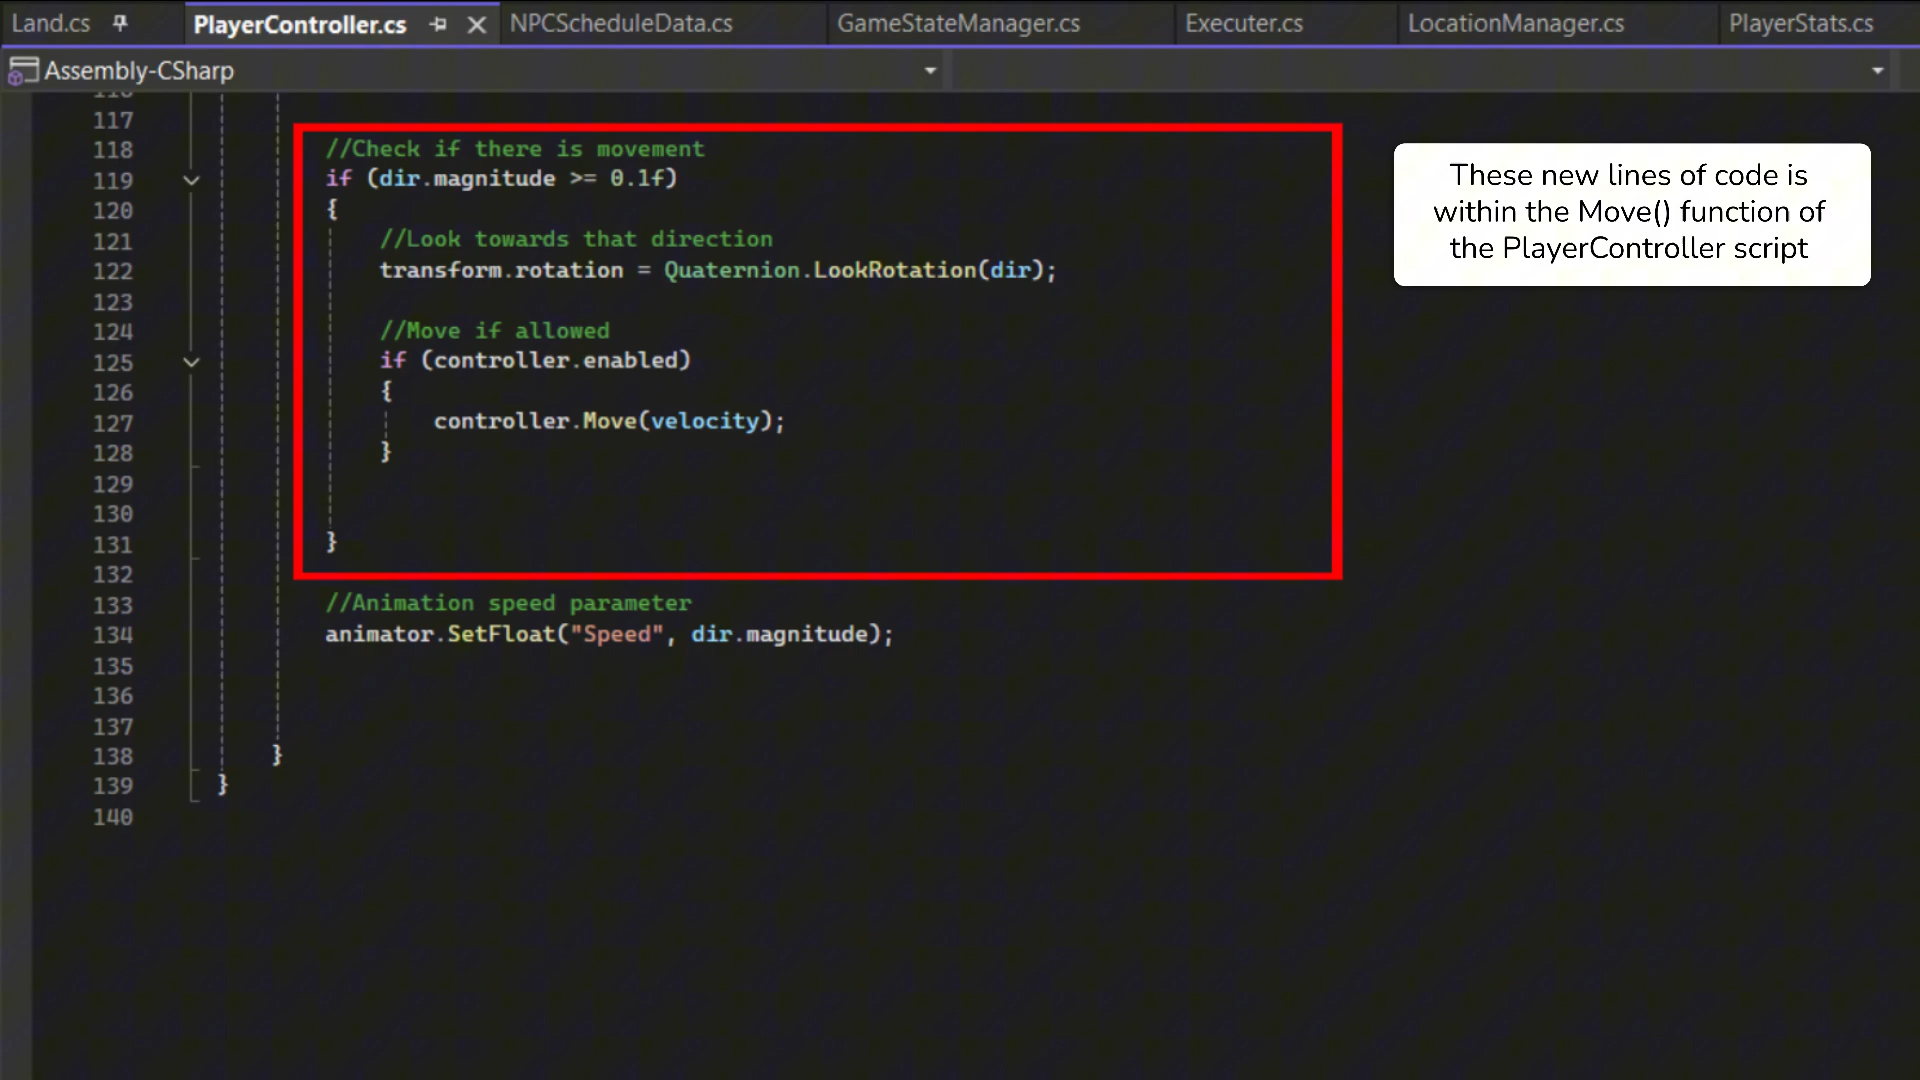 Land.cs PlayerController.cs NPCScheduleData.cs GameStateManager.cs Executer.cs LocationManager.cs PlayerStats.cs
Assembly-CSharp
116
117
118 //Check if there is movement
119 if (dir.magnitude >= 0.1f)
120 {
121 //Look towards that direction
122 transform.rotation = Quaternion.LookRotation(dir);
123
124 //Move if allowed
125 if (controller.enabled)
126 {
127 controller.Move(velocity);
128 }
129
130
131 }
132
133 //Animation speed parameter
134 animator.SetFloat("Speed", dir.magnitude);
135
136
137
138 }
139 }
140
These new lines of code is
within the Move() function of
the PlayerController script